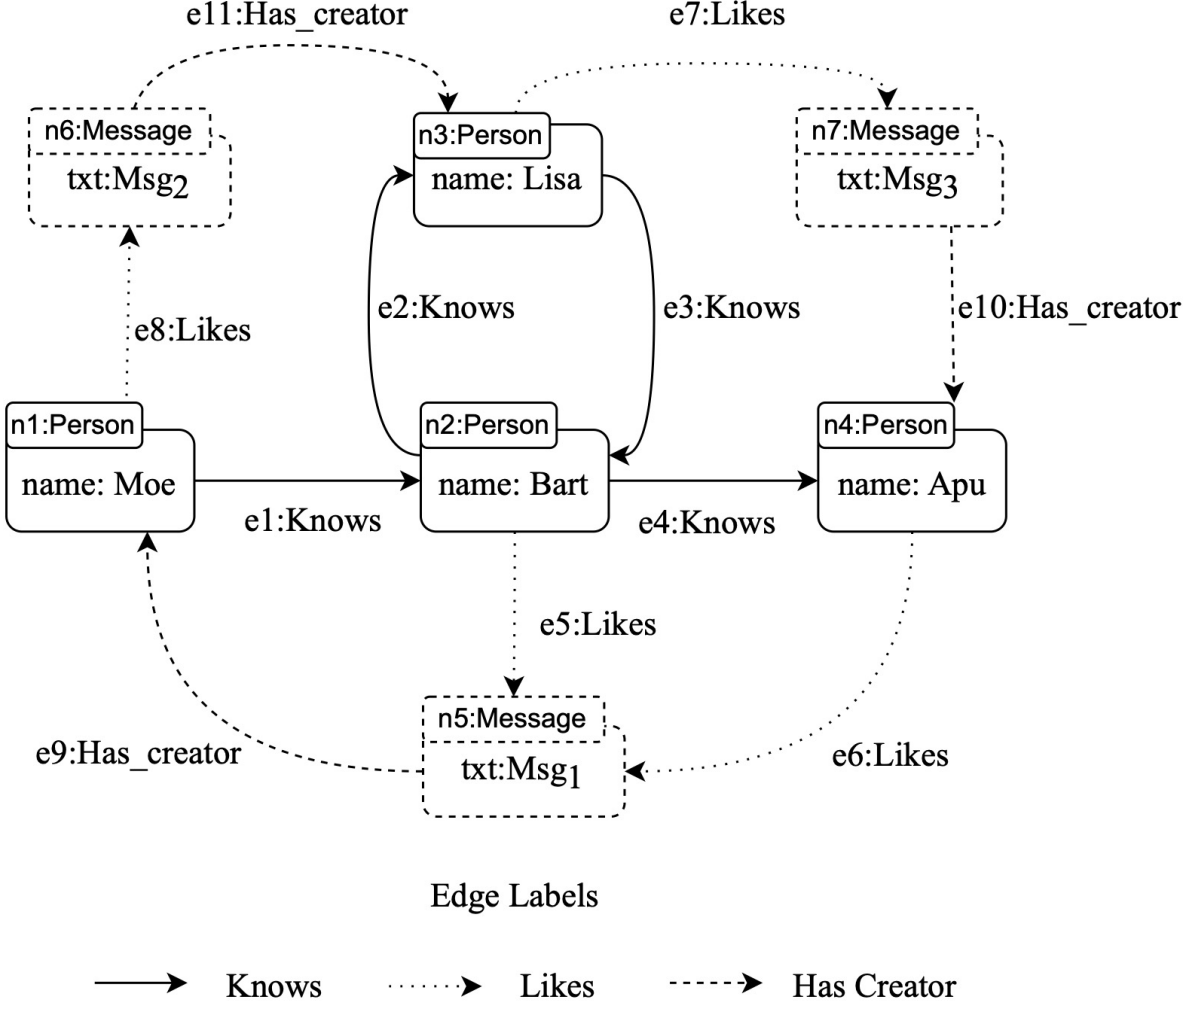 e11:Has_creator
e7:Likes
n6:Message
txt:Msg2
n3:Person
name: Lisa
n7:Message
txt:Msg3
e2:Knows
e3:Knows
e10:Has_creator
e8:Likes
n1:Person
name: Moe
n2:Person
name: Bart
n4:Person
name: Apu
e1:Knows
e4:Knows
e5:Likes
n5:Message
txt:Msg1
e9:Has_creator
e6:Likes
Edge Labels
Knows
Likes
Has Creator